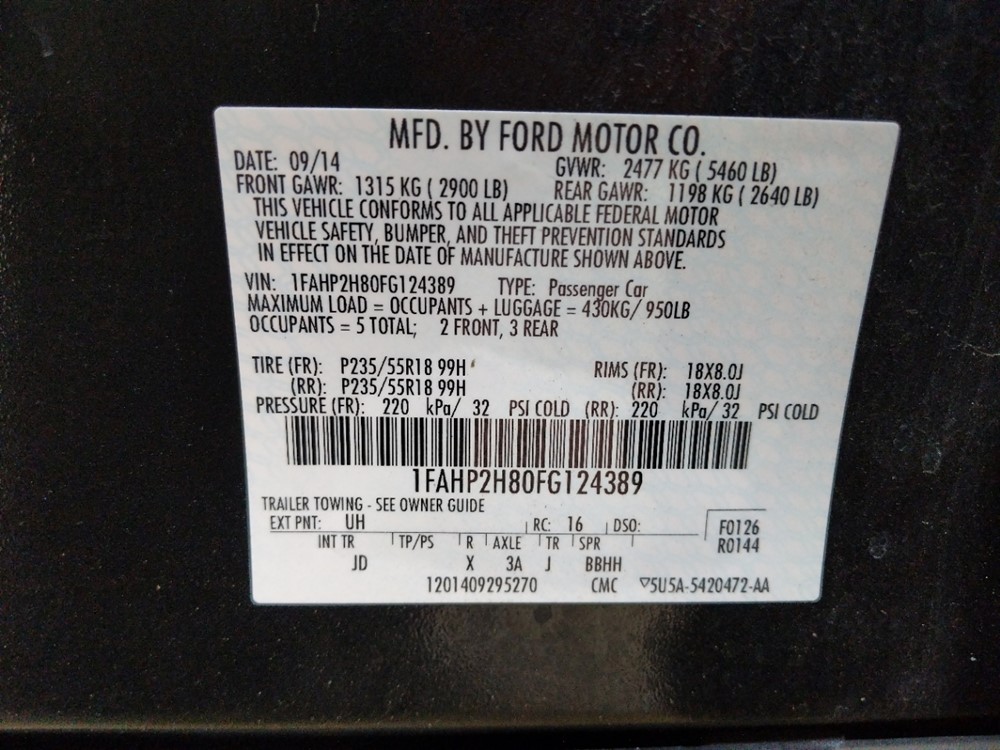 MFD. BY FORD MOTOR CO.
DATE: 09/14 GVWR: 2477 KG ( 5460 LB)
FRONT GAWR: 1315 KG ( 2900 LB) REAR GAWR: 1198 KG ( 2640 LB)
THIS VEHICLE CONFORMS TO ALL APPLICABLE FEDERAL MOTOR
VEHICLE SAFETY, BUMPER, AND THEFT PREVENTION STANDARDS
IN EFFECT ON THE DATE OF MANUFACTURE SHOWN ABOVE.
VIN: 1FAHP2H80FG124389 TYPE: Passenger Car
MAXIMUM LOAD = OCCUPANTS + LUGGAGE = 430KG/ 950LB
OCCUPANTS = 5 TOTAL; 2 FRONT, 3 REAR
TIRE (FR): P235/55R18 99H RIMS (FR): 18X8.0J
(RR): P235/55R18 99H (RR): 18X8.0J
PRESSURE (FR): 220 kPa/ 32 PSI COLD (RR): 220 kPa/ 32 PSI COLD
1FAHP2H80FG124389
TRAILER TOWING - SEE OWNER GUIDE
EXT PNT: UH RC: 16 DSO: F0126
INT TR TP/PS R AXLE TR SPR R0144
JD X 3A J BBHH
1201409295270 CMC ▽5U5A-5420472-AA